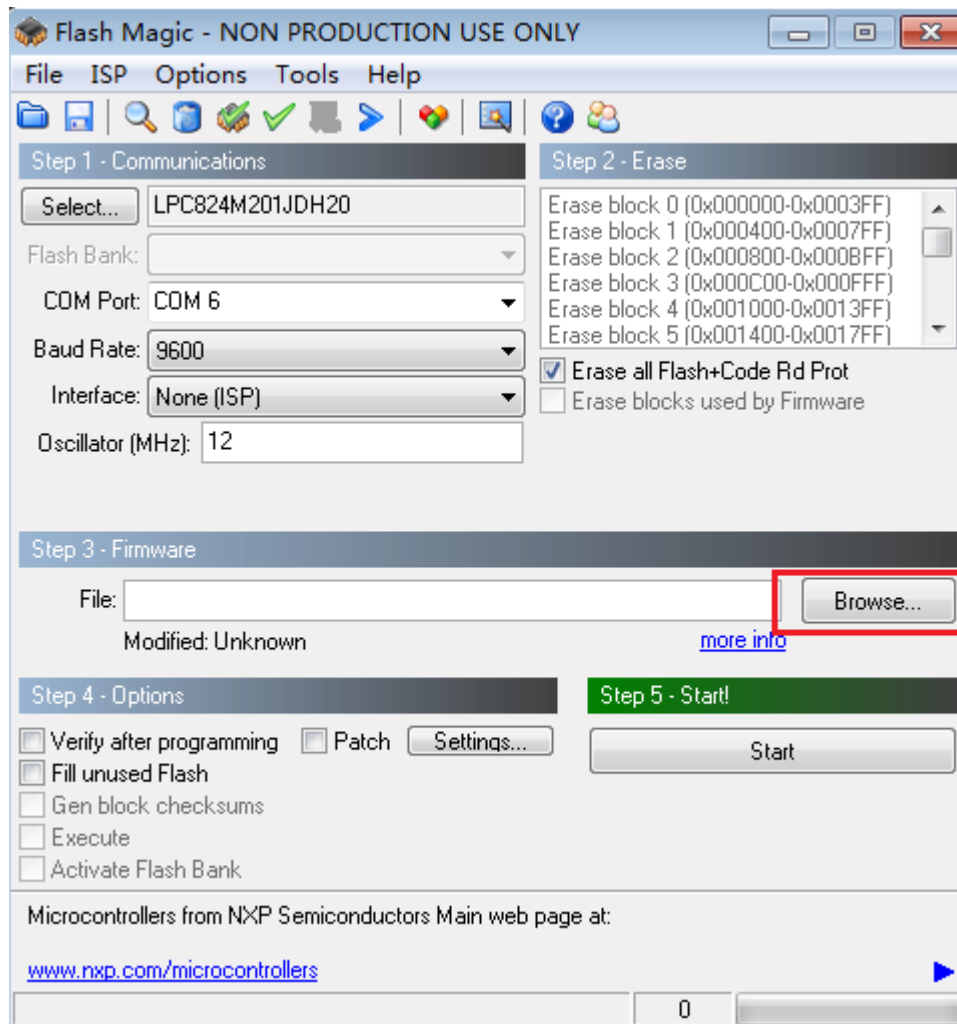 Flash Magic - NON PRODUCTION USE ONLY
File ISP Options Tools Help
Step 1 - Communications
Select... LPC824M201JDH20
Flash Bank:
COM Port: COM 6
Baud Rate: 9600
Interface: None (ISP)
Oscillator (MHz): 12
Step 2 - Erase
Erase block 0 (0x000000-0x0003FF)
Erase block 1 (0x000400-0x0007FF)
Erase block 2 (0x000800-0x000BFF)
Erase block 3 (0x000C00-0x000FFF)
Erase block 4 (0x001000-0x0013FF)
Erase block 5 (0x001400-0x0017FF)
Erase all Flash+Code Rd Prot
Erase blocks used by Firmware
Step 3 - Firmware
File: Browse...
Modified: Unknown more info
Step 4 - Options
Verify after programming Patch Settings...
Fill unused Flash
Gen block checksums
Execute
Activate Flash Bank
Step 5 - Start!
Start
Microcontrollers from NXP Semiconductors Main web page at:
www.nxp.com/microcontrollers
0